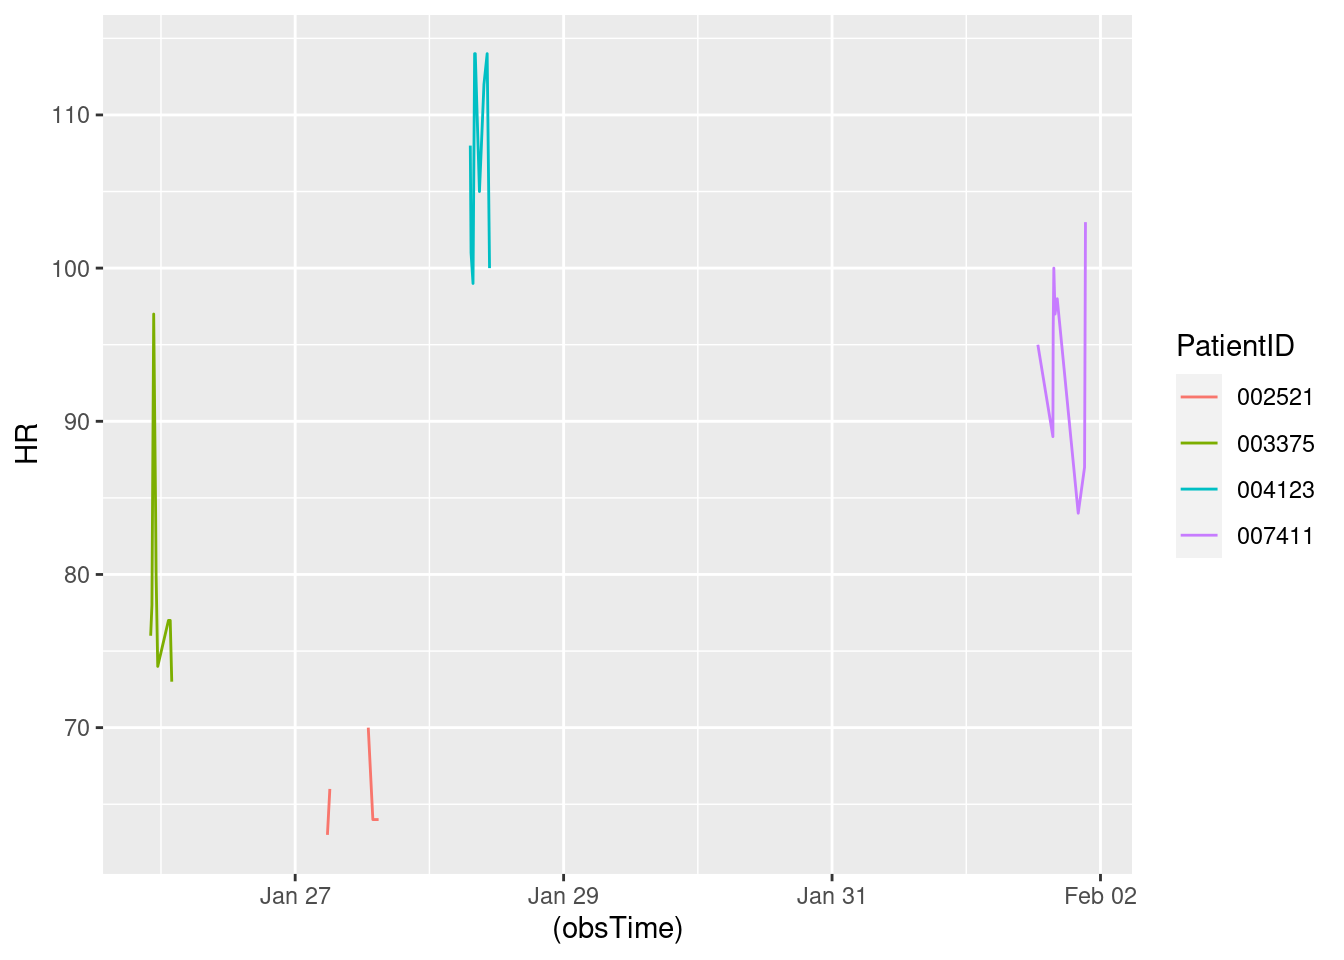 110
100
90
80
70
HR
Jan 27
Jan 29
Jan 31
Feb 02
(obsTime)
PatientID
002521
003375
004123
007411